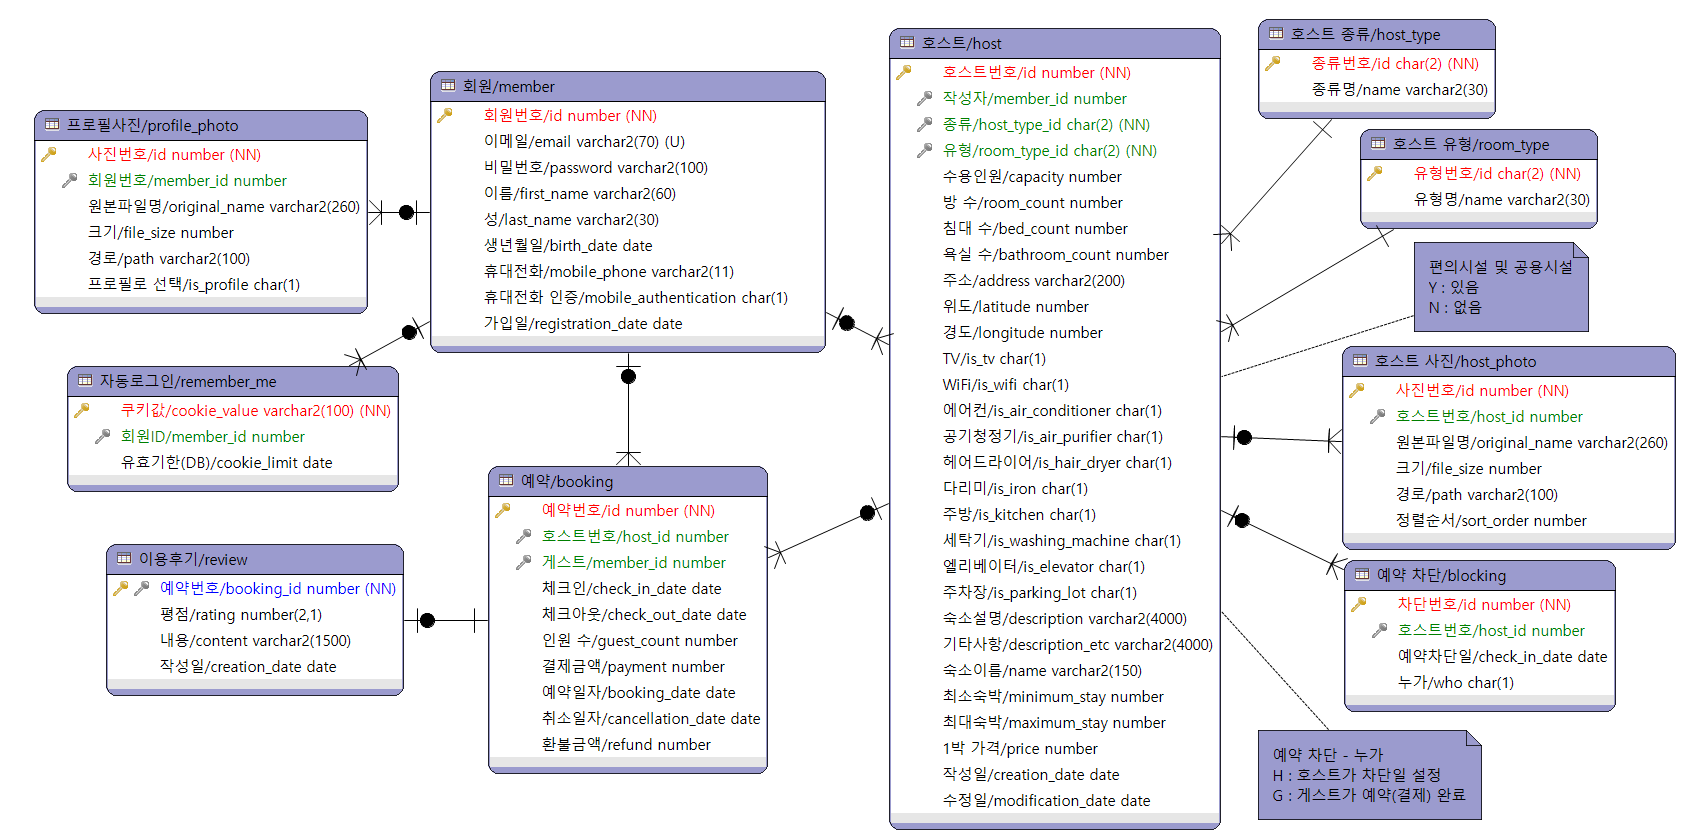 프로필사진/profile_photo
사진번호/id number (NN)
회원번호/member_id number
원본파일명/original_name varchar2(260)
크기/file_size number
경로/path varchar2(100)
프로필로 선택/is_profile char(1)
회원/member
회원번호/id number (NN)
이메일/email varchar2(70) (U)
비밀번호/password varchar2(100)
이름/first_name varchar2(60)
성/last_name varchar2(30)
생년월일/birth_date date
휴대전화/mobile_phone varchar2(11)
휴대전화 인증/mobile_authentication char(1)
가입일/registration_date date
자동로그인/remember_me
쿠키값/cookie_value varchar2(100) (NN)
회원ID/member_id number
유효기한(DB)/cookie_limit date
예약/booking
예약번호/id number (NN)
호스트번호/host_id number
게스트/member_id number
체크인/check_in_date date
체크아웃/check_out_date date
인원 수/guest_count number
결제금액/payment number
예약일자/booking_date date
취소일자/cancellation_date date
환불금액/refund number
이용후기/review
예약번호/booking_id number (NN)
평점/rating number(2,1)
내용/content varchar2(1500)
작성일/creation_date date
호스트/host
호스트번호/id number (NN)
작성자/member_id number
종류/host_type_id char(2) (NN)
유형/room_type_id char(2) (NN)
수용인원/capacity number
방 수/room_count number
침대 수/bed_count number
욕실 수/bathroom_count number
주소/address varchar2(200)
위도/latitude number
경도/longitude number
TV/is_tv char(1)
WiFi/is_wifi char(1)
에어컨/is_air_conditioner char(1)
공기청정기/is_air_purifier char(1)
헤어드라이어/is_hair_dryer char(1)
다리미/is_iron char(1)
주방/is_kitchen char(1)
세탁기/is_washing_machine char(1)
엘리베이터/is_elevator char(1)
주차장/is_parking_lot char(1)
숙소설명/description varchar2(4000)
기타사항/description_etc varchar2(4000)
숙소이름/name varchar2(150)
최소숙박/minimum_stay number
최대숙박/maximum_stay number
1박 가격/price number
작성일/creation_date date
수정일/modification_date date
호스트 종류/host_type
종류번호/id char(2) (NN)
종류명/name varchar2(30)
호스트 유형/room_type
유형번호/id char(2) (NN)
유형명/name varchar2(30)
편의시설 및 공용시설
Y : 있음
N : 없음
호스트 사진/host_photo
사진번호/id number (NN)
호스트번호/host_id number
원본파일명/original_name varchar2(260)
크기/file_size number
경로/path varchar2(100)
정렬순서/sort_order number
예약 차단/blocking
차단번호/id number (NN)
호스트번호/host_id number
예약차단일/check_in_date date
누가/who char(1)
예약 차단 - 누가
H : 호스트가 차단일 설정
G : 게스트가 예약(결제) 완료